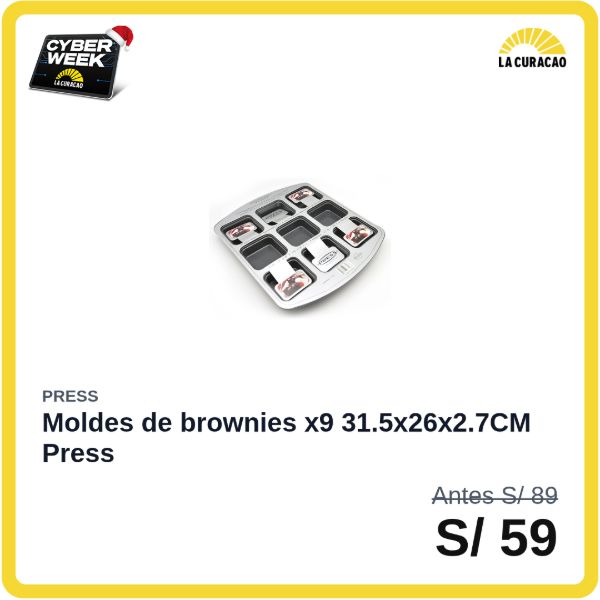 CYBER
WEEK
LA CURACAO
LA CURACAO
PRESS
Moldes de brownies x9 31.5x26x2.7CM
Press
Antes S/ 89
S/ 59